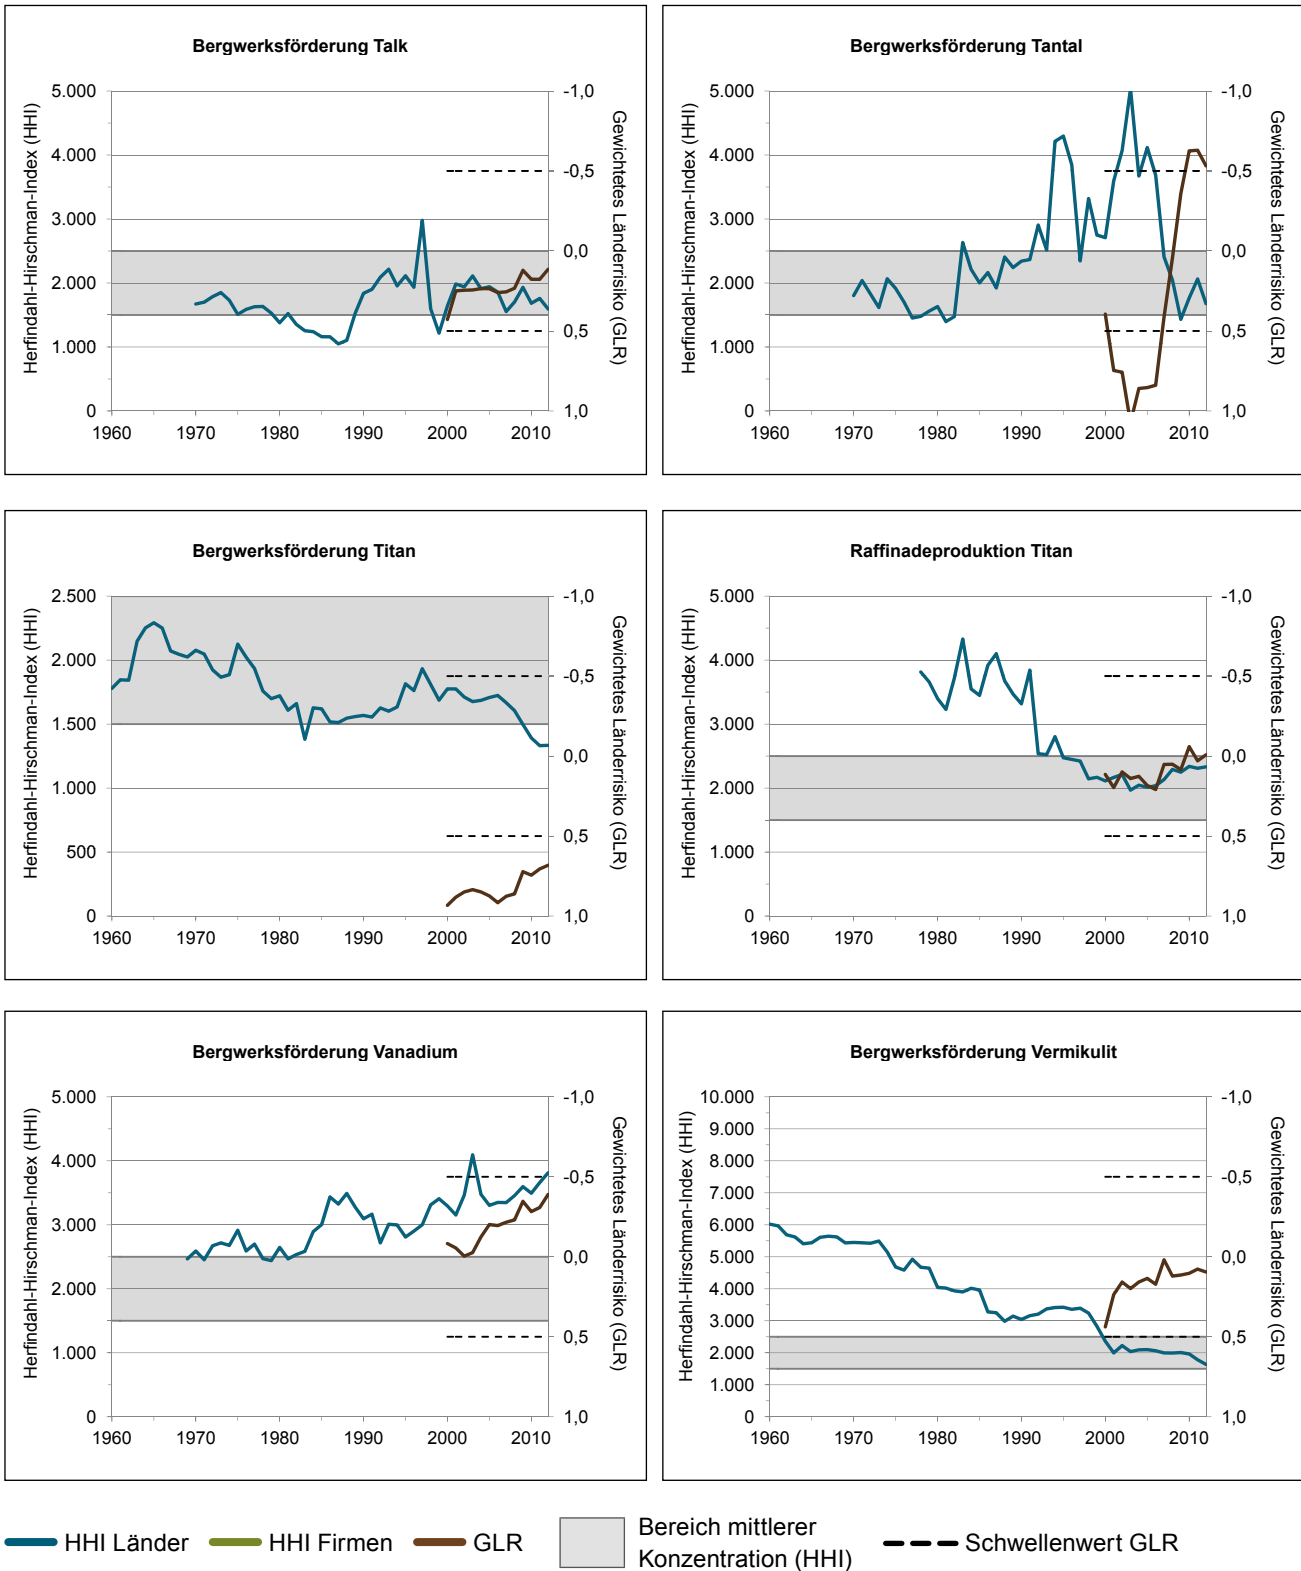 Bergwerksförderung Talk
Herfindahl-Hirschman-Index (HHI)
5.000
4.000
3.000
2.000
1.000
0
-1,0
-0,5
0,0
0,5
1,0
Gewichtetes Länderrisiko (GLR)
1960 1970 1980 1990 2000 2010
Bergwerksförderung Tantal
Herfindahl-Hirschman-Index (HHI)
5.000
4.000
3.000
2.000
1.000
0
-1,0
-0,5
0,0
0,5
1,0
Gewichtetes Länderrisiko (GLR)
1960 1970 1980 1990 2000 2010
Bergwerksförderung Titan
Herfindahl-Hirschman-Index (HHI)
2.500
2.000
1.500
1.000
500
0
-1,0
-0,5
0,0
0,5
1,0
Gewichtetes Länderrisiko (GLR)
1960 1970 1980 1990 2000 2010
Raffinadeproduktion Titan
Herfindahl-Hirschman-Index (HHI)
5.000
4.000
3.000
2.000
1.000
0
-1,0
-0,5
0,0
0,5
1,0
Gewichtetes Länderrisiko (GLR)
1960 1970 1980 1990 2000 2010
Bergwerksförderung Vanadium
Herfindahl-Hirschman-Index (HHI)
5.000
4.000
3.000
2.000
1.000
0
-1,0
-0,5
0,0
0,5
1,0
Gewichtetes Länderrisiko (GLR)
1960 1970 1980 1990 2000 2010
Bergwerksförderung Vermikulit
Herfindahl-Hirschman-Index (HHI)
10.000
9.000
8.000
7.000
6.000
5.000
4.000
3.000
2.000
1.000
0
-1,0
-0,5
0,0
0,5
1,0
Gewichtetes Länderrisiko (GLR)
1960 1970 1980 1990 2000 2010
HHI Länder
HHI Firmen
GLR
Bereich mittlerer
Konzentration (HHI)
Schwellenwert GLR